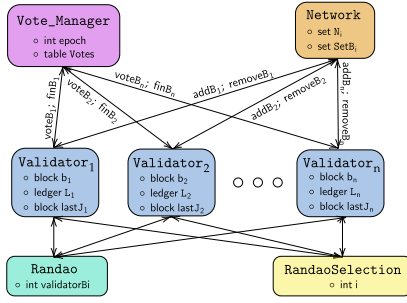 Vote_Manager
int epoch
table Votes
Network
set Nᵢ
set SetBᵢ
voteB₁; finB₁
voteB₂; finB₂
voteBₙ; finBₙ
addB₁; removeB₁
addB₂; removeB₂
addBₙ; removeBₙ
Validator₁
block b₁
ledger L₁
block lastJ₁
Validator₂
block b₂
ledger L₂
block lastJ₂
Validatorₙ
block bₙ
ledger Lₙ
block lastJₙ
Randao
int validatorBi
RandaoSelection
int i